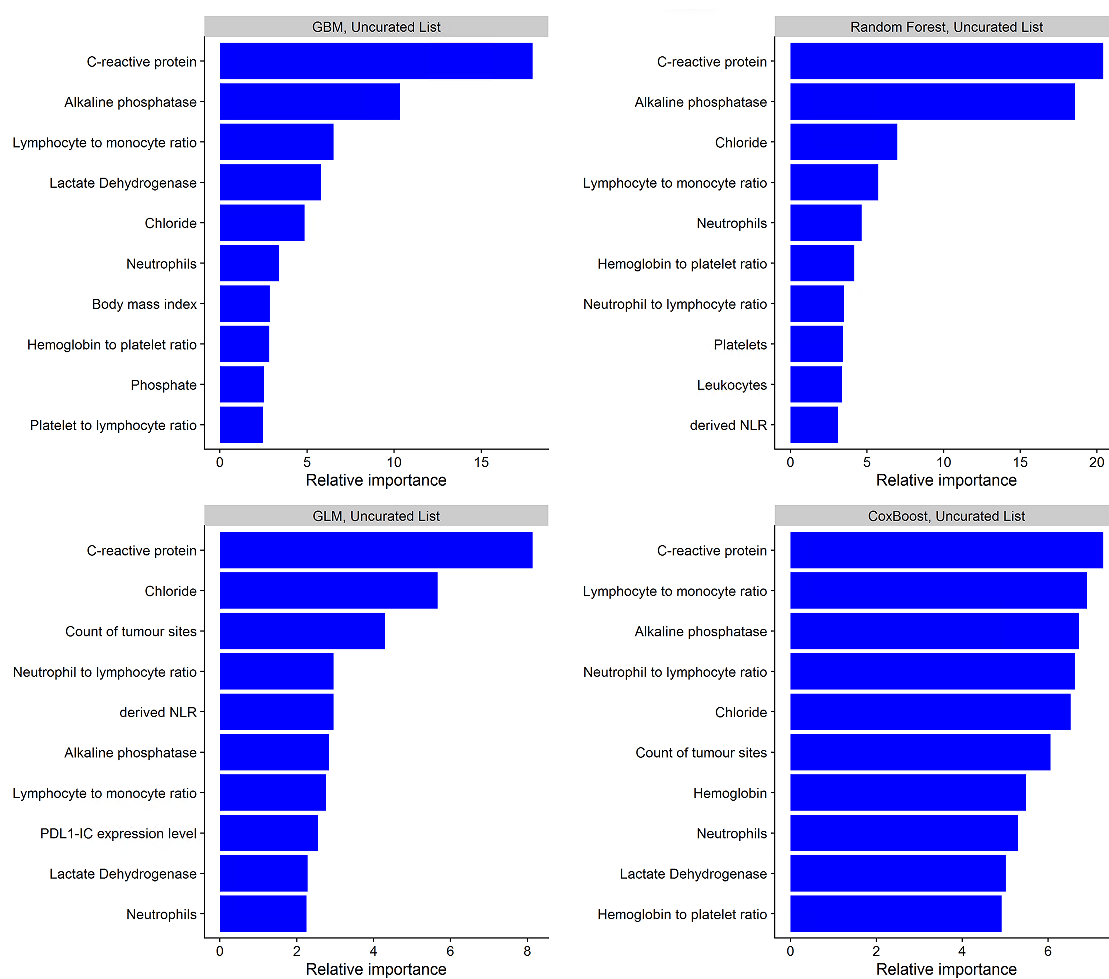 GBM, Uncurated List
C-reactive protein
Alkaline phosphatase
Lymphocyte to monocyte ratio
Lactate Dehydrogenase
Chloride
Neutrophils
Body mass index
Hemoglobin to platelet ratio
Phosphate
Platelet to lymphocyte ratio
0 5 10 15
Relative importance
Random Forest, Uncurated List
C-reactive protein
Alkaline phosphatase
Chloride
Lymphocyte to monocyte ratio
Neutrophils
Hemoglobin to platelet ratio
Neutrophil to lymphocyte ratio
Platelets
Leukocytes
derived NLR
0 5 10 15 20
Relative importance
GLM, Uncurated List
C-reactive protein
Chloride
Count of tumour sites
Neutrophil to lymphocyte ratio
derived NLR
Alkaline phosphatase
Lymphocyte to monocyte ratio
PDL1-IC expression level
Lactate Dehydrogenase
Neutrophils
0 2 4 6 8
Relative importance
CoxBoost, Uncurated List
C-reactive protein
Lymphocyte to monocyte ratio
Alkaline phosphatase
Neutrophil to lymphocyte ratio
Chloride
Count of tumour sites
Hemoglobin
Neutrophils
Lactate Dehydrogenase
Hemoglobin to platelet ratio
0 2 4 6
Relative importance